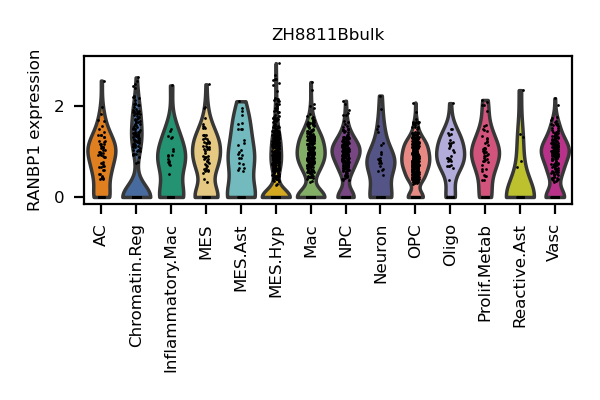 ZH8811Bbulk
RANBP1 expression
2
0
AC
Chromatin.Reg
Inflammatory.Mac
MES
MES.Ast
MES.Hyp
Mac
NPC
Neuron
OPC
Oligo
Prolif.Metab
Reactive.Ast
Vasc